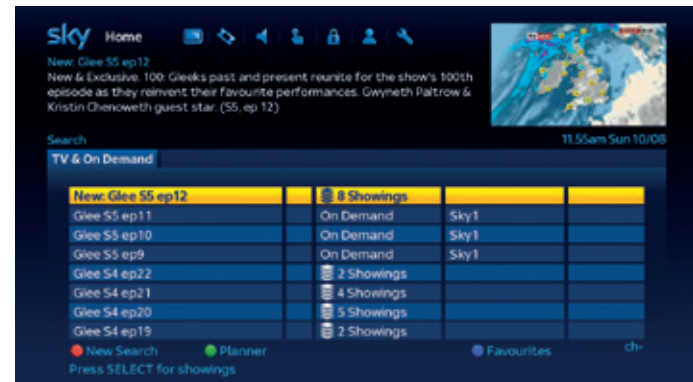 sky Home
New: Glee S5 ep12
New & Exclusive. 100: Gleeks past and present reunite for the show's 100th
episode as they reinvent their favourite performances. Gwyneth Paltrow &
Kristin Chenoweth guest star. (S5, ep 12)
Search 11.55am Sun 10/08
TV & On Demand
New: Glee S5 ep12 8 Showings
Glee S5 ep11 On Demand Sky1
Glee S5 ep10 On Demand Sky1
Glee S5 ep9 On Demand Sky1
Glee S4 ep22 2 Showings
Glee S4 ep21 4 Showings
Glee S4 ep20 5 Showings
Glee S4 ep19 2 Showings
New Search Planner Favourites ch-
Press SELECT for showings